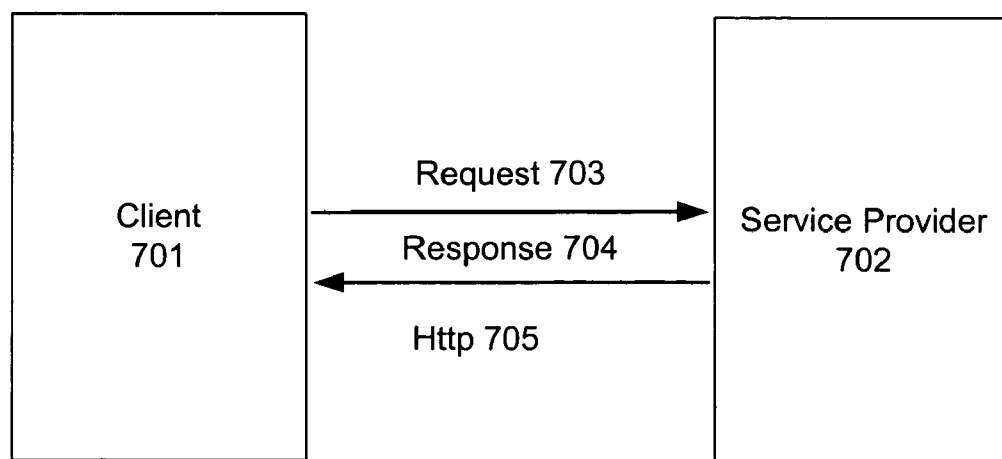 Client
701
Request 703
Response 704
Http 705
Service Provider
702